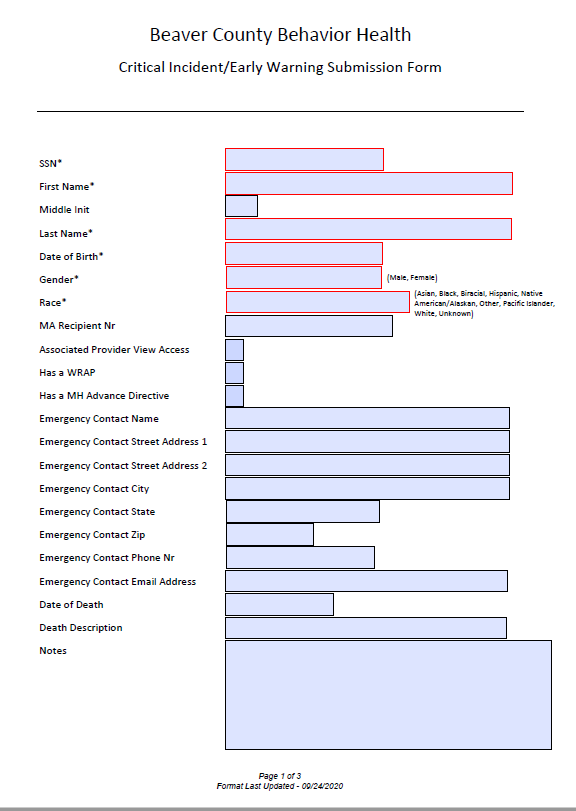 Beaver County Behavior Health
Critical Incident/Early Warning Submission Form
SSN*
First Name*
Middle Init
Last Name*
Date of Birth*
Gender* (Male, Female)
Race* (Asian, Black, Biracial, Hispanic, Native
American/Alaskan, Other, Pacific Islander,
White, Unknown)
MA Recipient Nr
Associated Provider View Access
Has a WRAP
Has a MH Advance Directive
Emergency Contact Name
Emergency Contact Street Address 1
Emergency Contact Street Address 2
Emergency Contact City
Emergency Contact State
Emergency Contact Zip
Emergency Contact Phone Nr
Emergency Contact Email Address
Date of Death
Death Description
Notes
Page 1 of 3
Format Last Updated - 09/24/2020